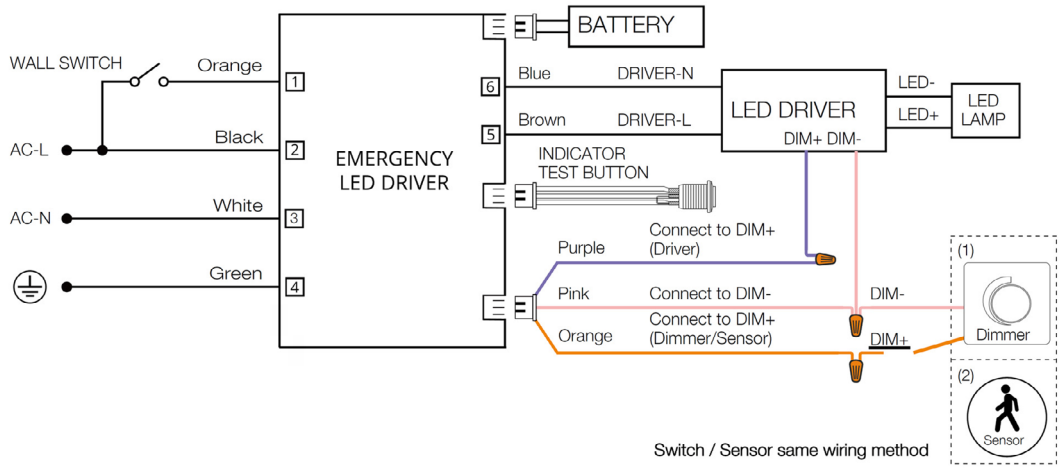 BATTERY
WALL SWITCH
Orange
1
6
Blue
DRIVER-N
LED DRIVER
LED-
LED+
LED
LAMP
AC-L
Black
2
5
Brown
DRIVER-L
DIM+ DIM-
EMERGENCY
LED DRIVER
INDICATOR
TEST BUTTON
AC-N
White
3
Connect to DIM+
(Driver)
Purple
(1)
Green
4
Pink
Connect to DIM-
DIM-
Connect to DIM+
(Dimmer/Sensor)
Orange
DIM+
Dimmer
(2)
Sensor
Switch / Sensor same wiring method